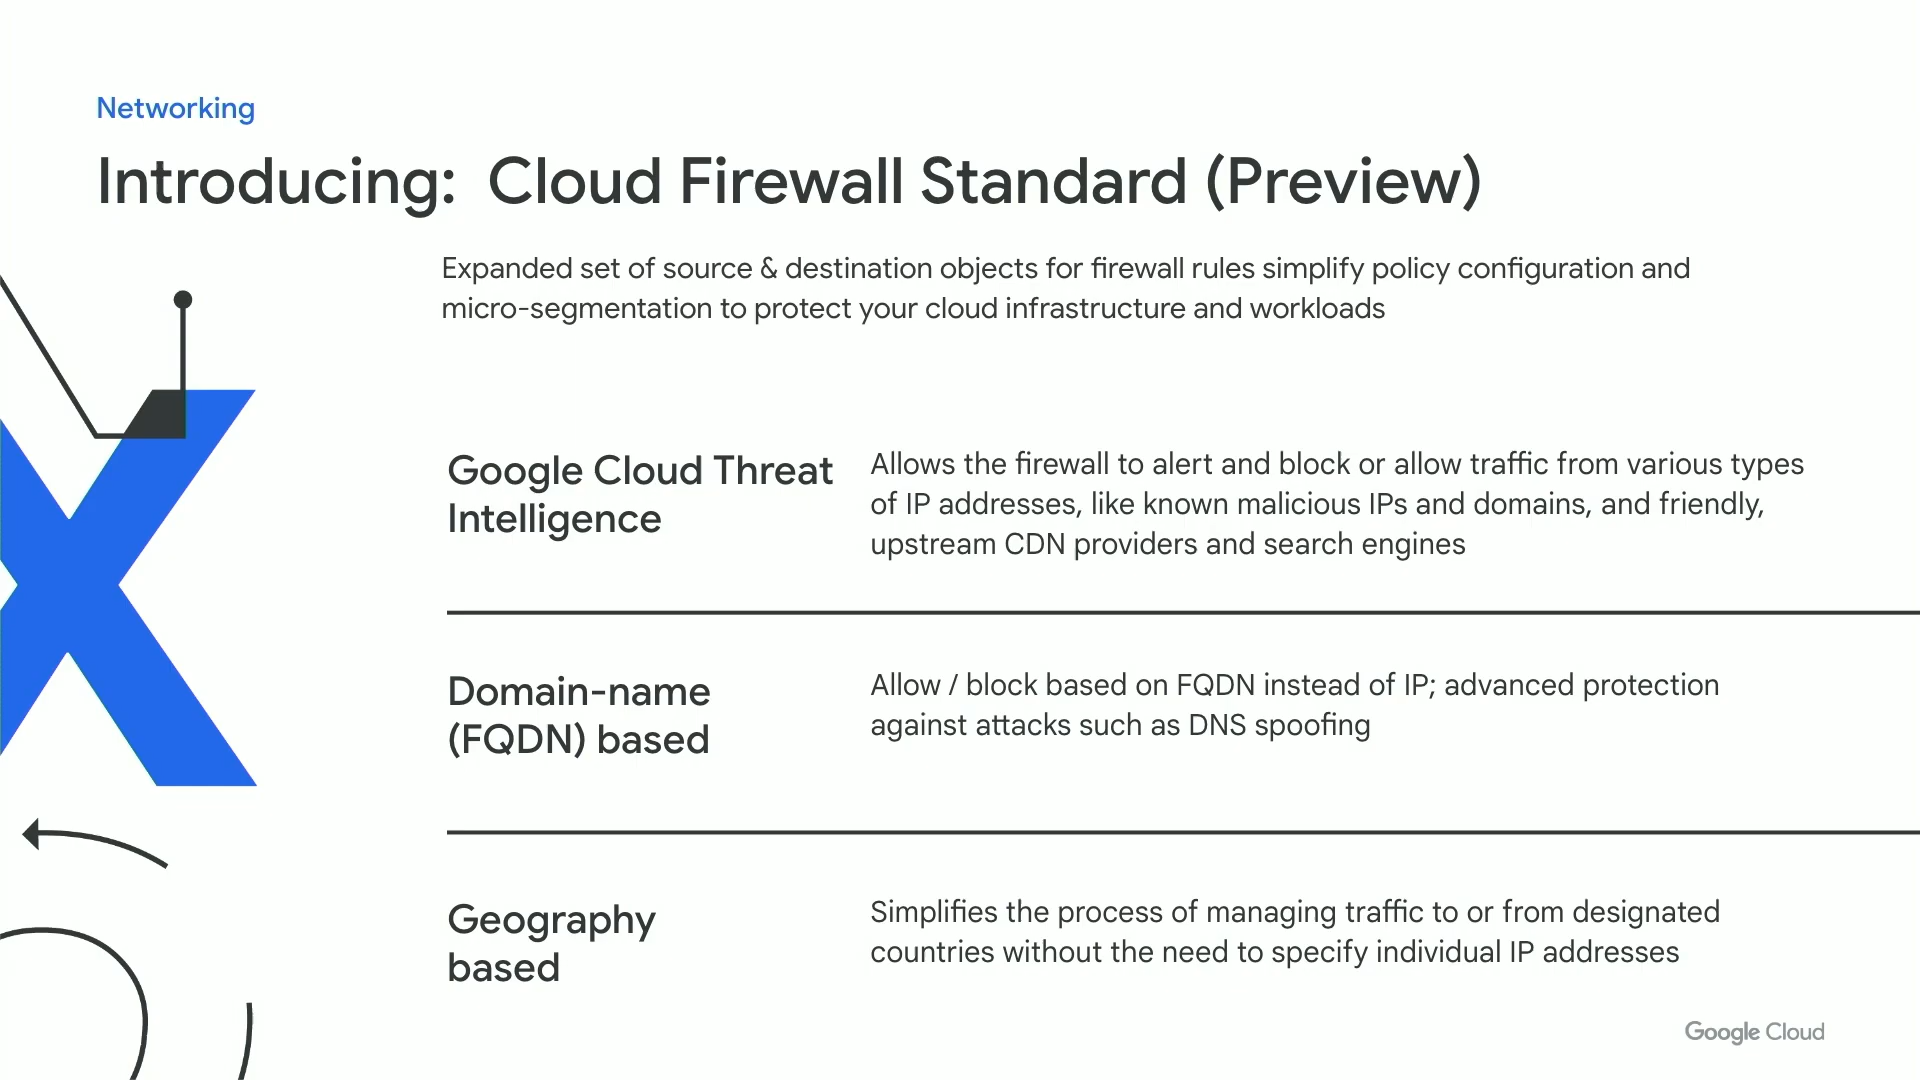 Networking
Introducing: Cloud Firewall Standard (Preview)
Expanded set of source & destination objects for firewall rules simplify policy configuration and
micro-segmentation to protect your cloud infrastructure and workloads
Google Cloud Threat
Intelligence
Allows the firewall to alert and block or allow traffic from various types
of IP addresses, like known malicious IPs and domains, and friendly,
upstream CDN providers and search engines
Domain-name
(FQDN) based
Allow / block based on FQDN instead of IP; advanced protection
against attacks such as DNS spoofing
Geography
based
Simplifies the process of managing traffic to or from designated
countries without the need to specify individual IP addresses
Google Cloud